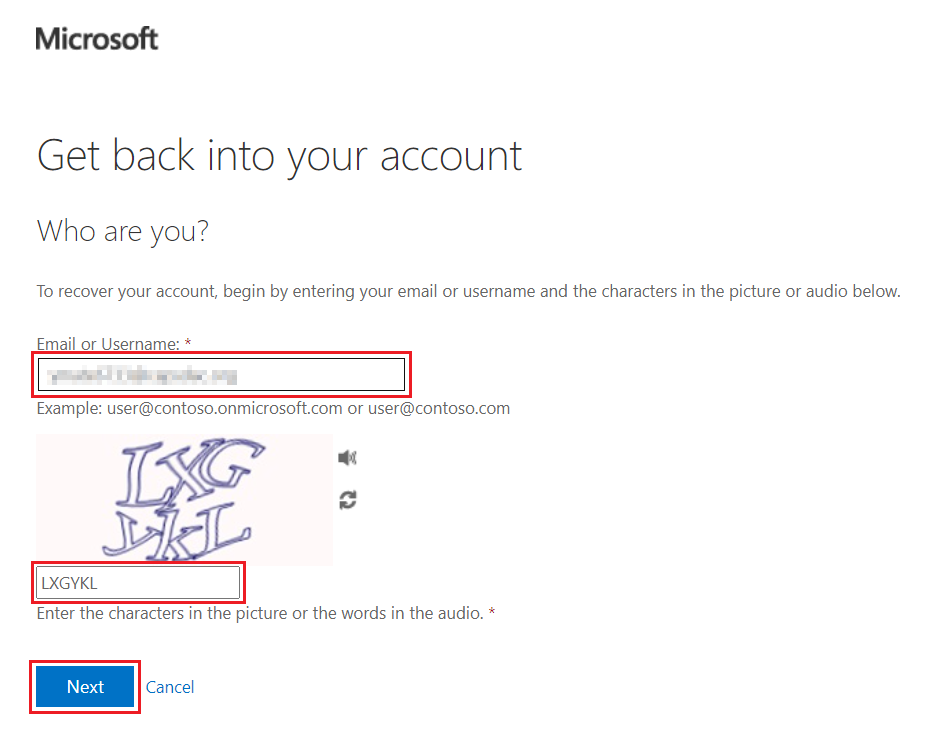 Microsoft
Get back into your account
Who are you?
To recover your account, begin by entering your email or username and the characters in the picture or audio below.
Email or Username: *
Example: user@contoso.onmicrosoft.com or user@contoso.com
LXG
ykL
LXGYKL
Enter the characters in the picture or the words in the audio. *
Next Cancel